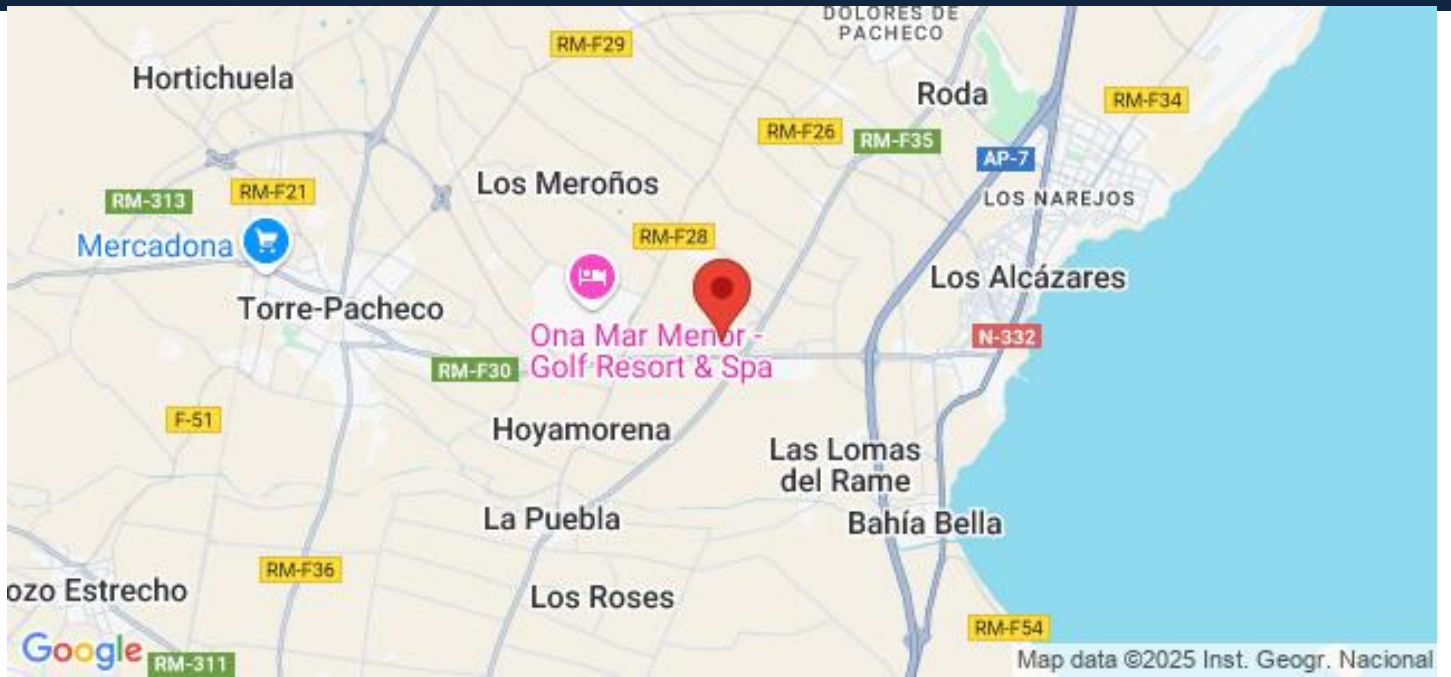 DOLORES DE
PACHECO
RM-F29
Hortichuela
Roda
RM-F34
RM-F26
RM-F35
AP-7
Los Meroños
RM-F21
RM-313
LOS NAREJOS
Mercadona
RM-F28
Los Alcázares
Torre-Pacheco
Ona Mar Menor -
Golf Resort & Spa
N-332
RM-F30
F-51
Hoyamorena
Las Lomas
del Rame
La Puebla
Bahía Bella
RM-F36
ozo Estrecho
Los Roses
RM-F54
Google
RM-311
Map data ©2025 Inst. Geogr. Nacional